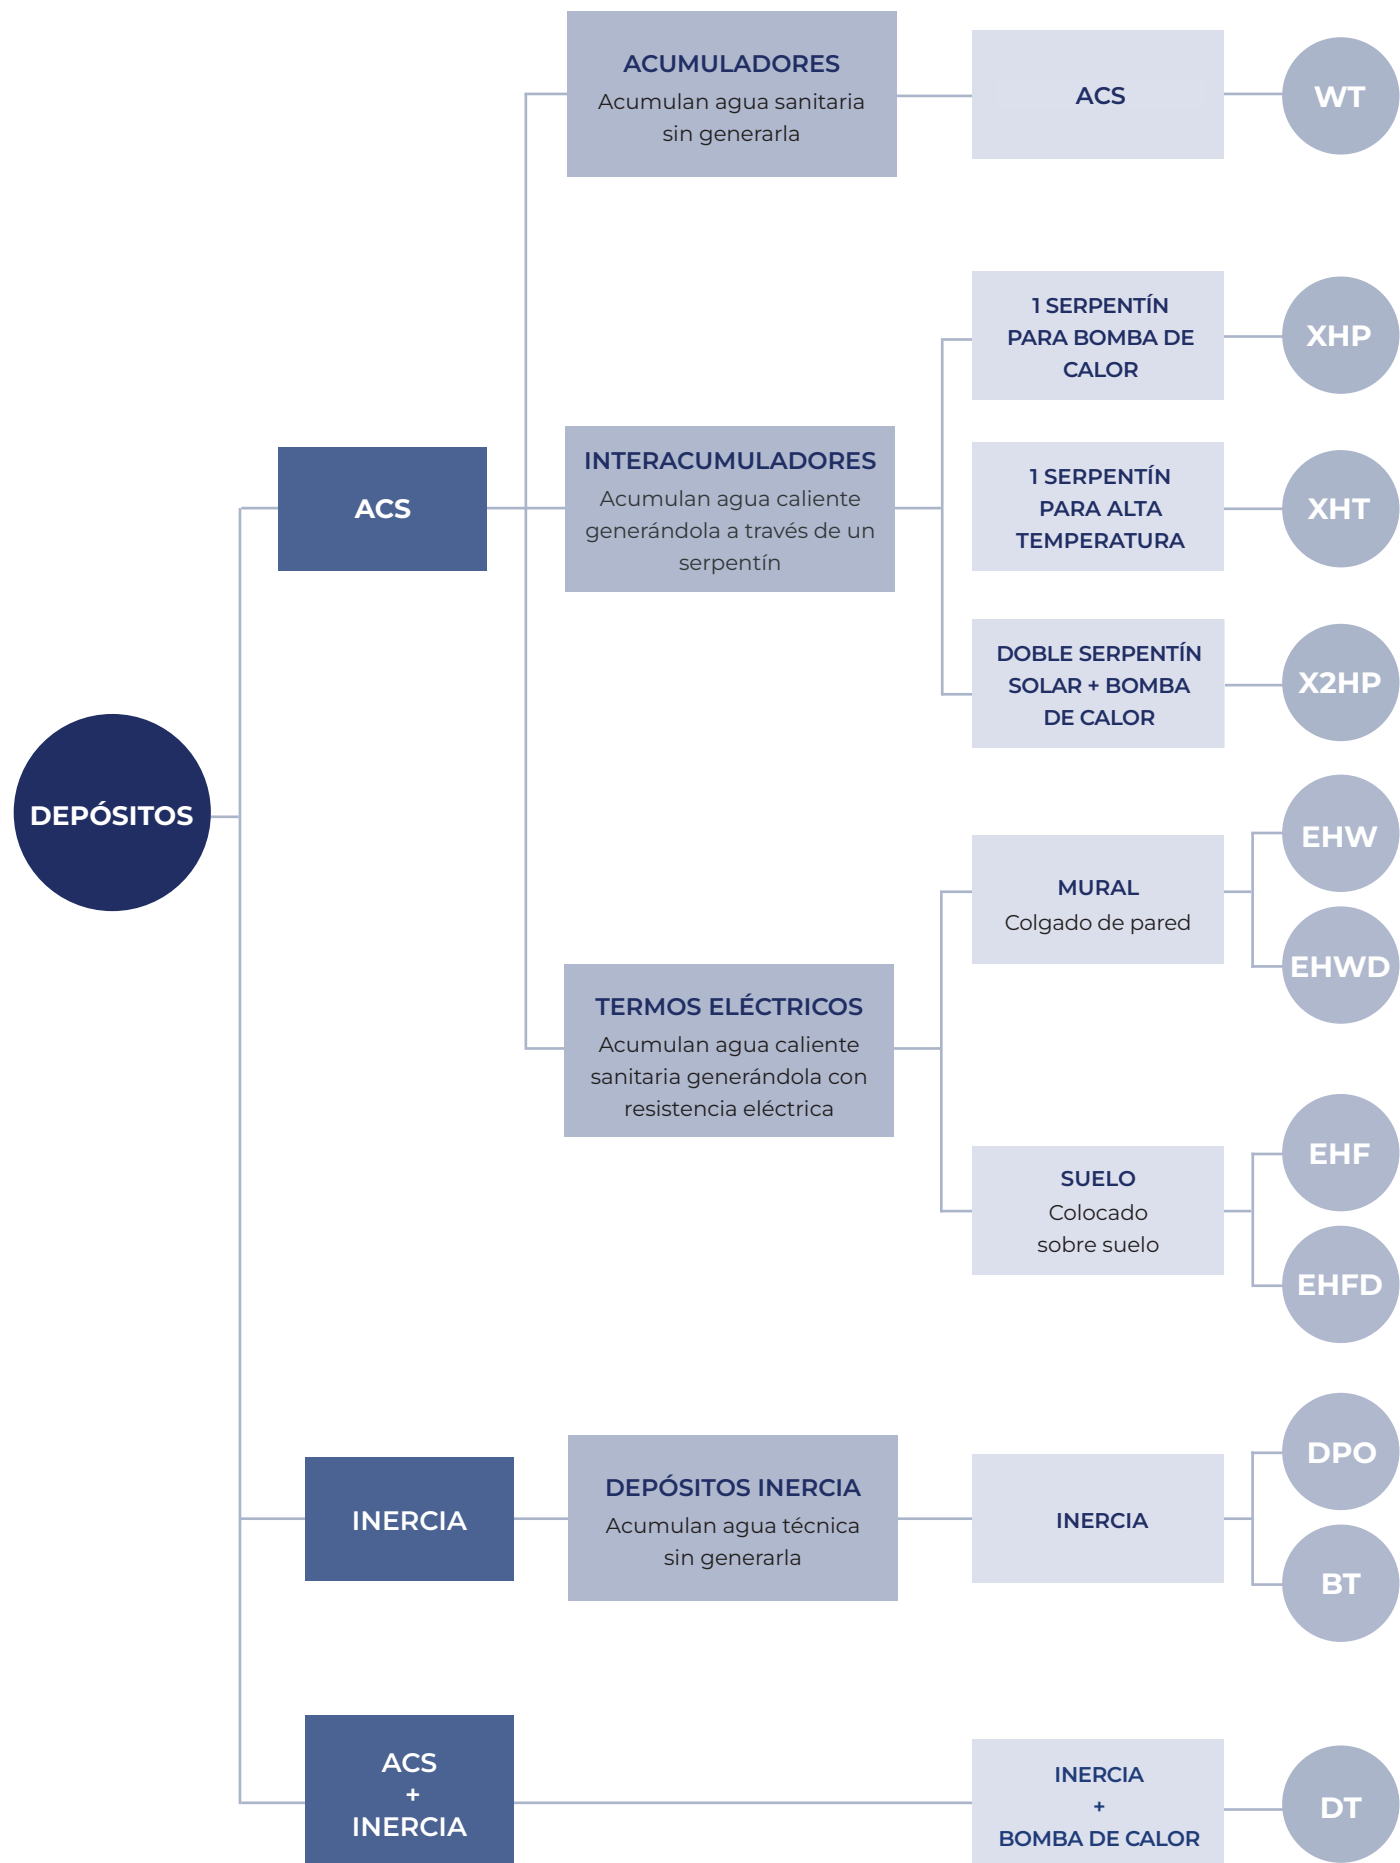 DEPÓSITOS
ACS
ACUMULADORES
Acumulan agua sanitaria
sin generarla
ACS
WT
INTERACUMULADORES
Acumulan agua caliente
generándola a través de un
serpentín
1 SERPENTÍN
PARA BOMBA DE
CALOR
XHP
1 SERPENTÍN
PARA ALTA
TEMPERATURA
XHT
DOBLE SERPENTÍN
SOLAR + BOMBA
DE CALOR
X2HP
TERMOS ELÉCTRICOS
Acumulan agua caliente
sanitaria generándola con
resistencia eléctrica
MURAL
Colgado de pared
EHW
EHWD
SUELO
Colocado
sobre suelo
EHF
EHFD
INERCIA
DEPÓSITOS INERCIA
Acumulan agua técnica
sin generarla
INERCIA
DPO
BT
ACS
+
INERCIA
INERCIA
+
BOMBA DE CALOR
DT